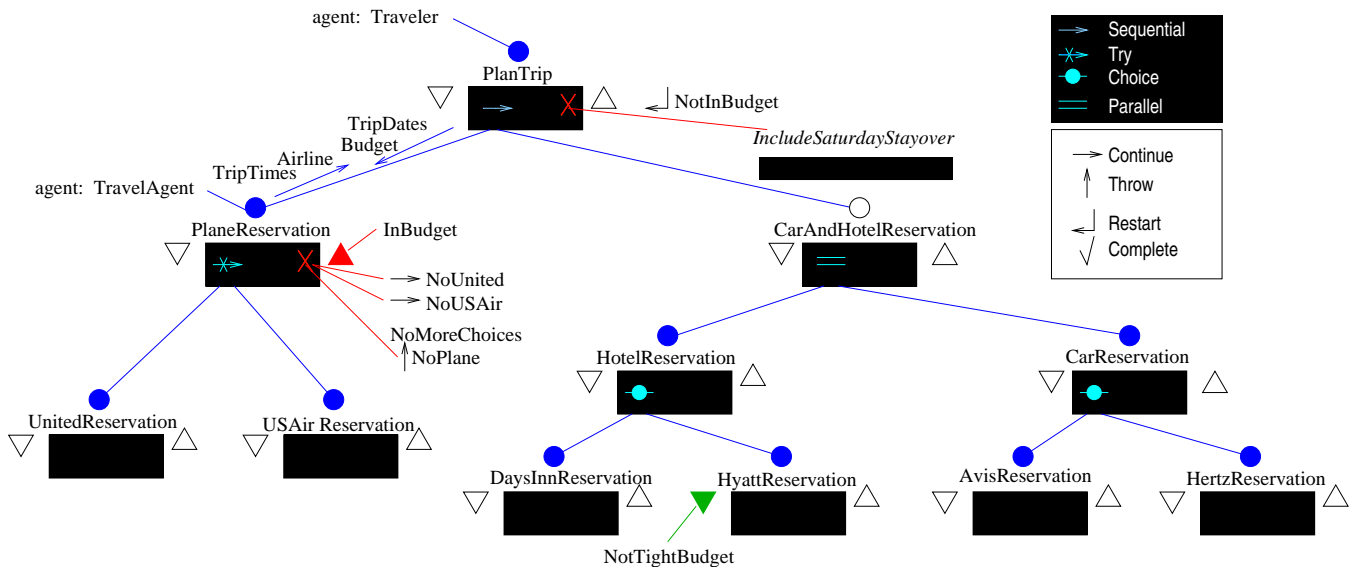 agent: Traveler
PlanTrip
NotInBudget
IncludeSaturdayStayover
TripDates
Budget
Airline
TripTimes
agent: TravelAgent
PlaneReservation
InBudget
NoUnited
NoUSAir
NoMoreChoices
NoPlane
CarAndHotelReservation
HotelReservation
CarReservation
UnitedReservation
USAir Reservation
DaysInnReservation
HyattReservation
AvisReservation
HertzReservation
NotTightBudget
Sequential
Try
Choice
Parallel
Continue
Throw
Restart
Complete